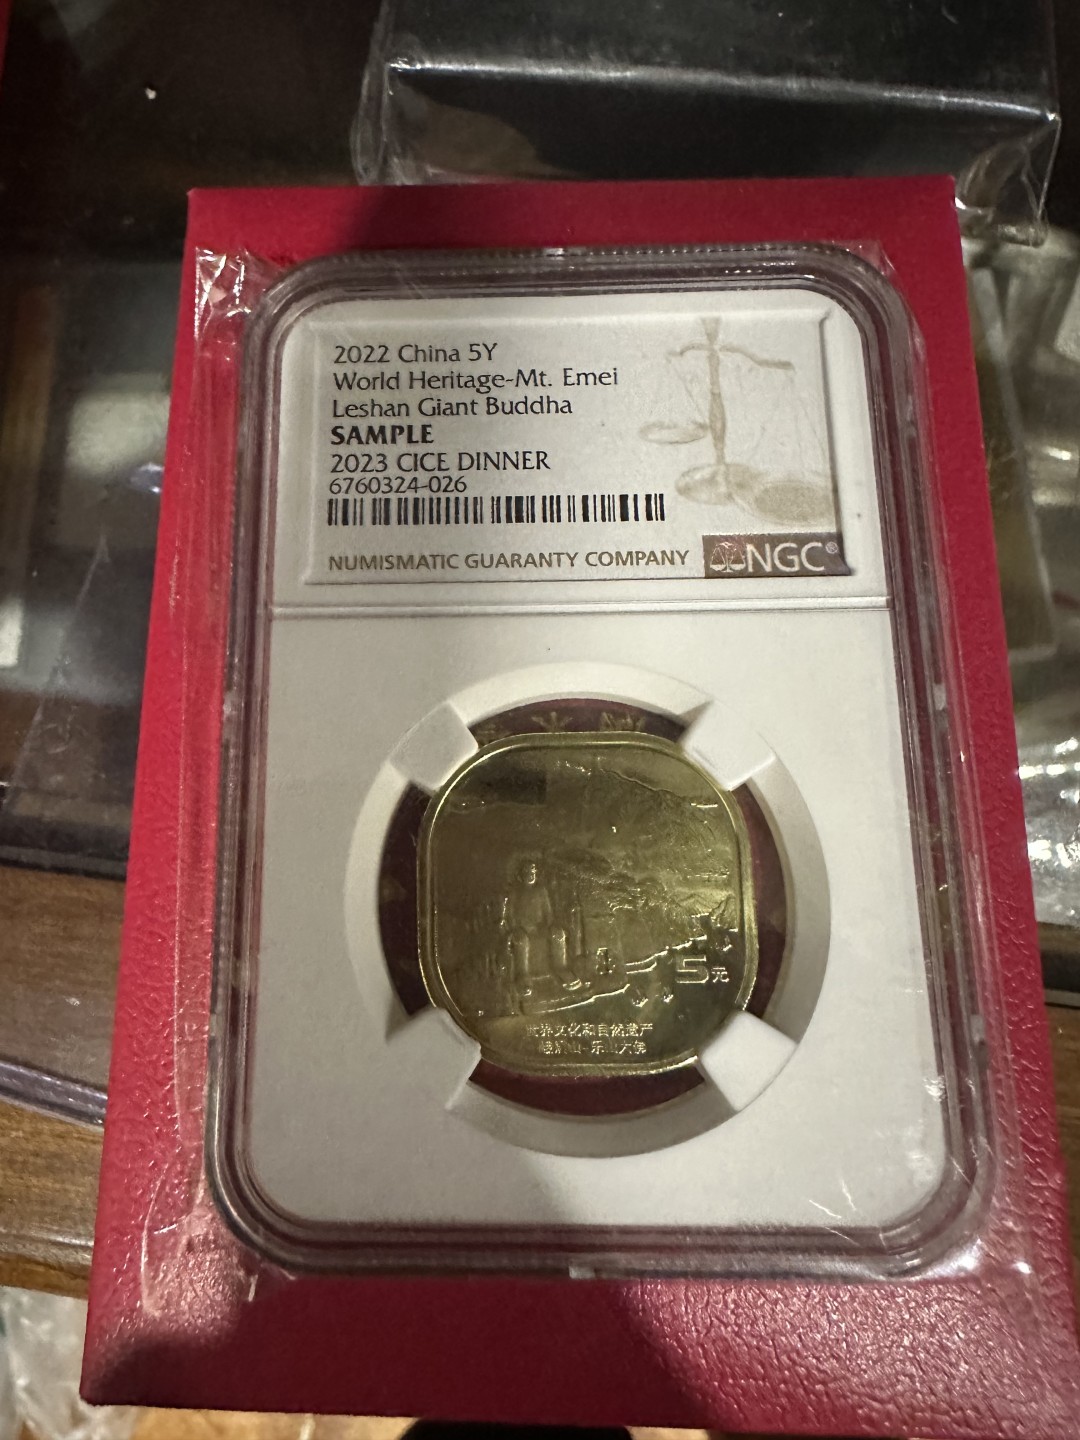 2022 China 5Y
World Heritage-Mt. Emei
Leshan Giant Buddha
SAMPLE
2023 CICE DINNER
6760324-026
NUMISMATIC GUARANTY COMPANY NGC®
5元
世界文化和自然遗产
峨眉山-乐山大佛